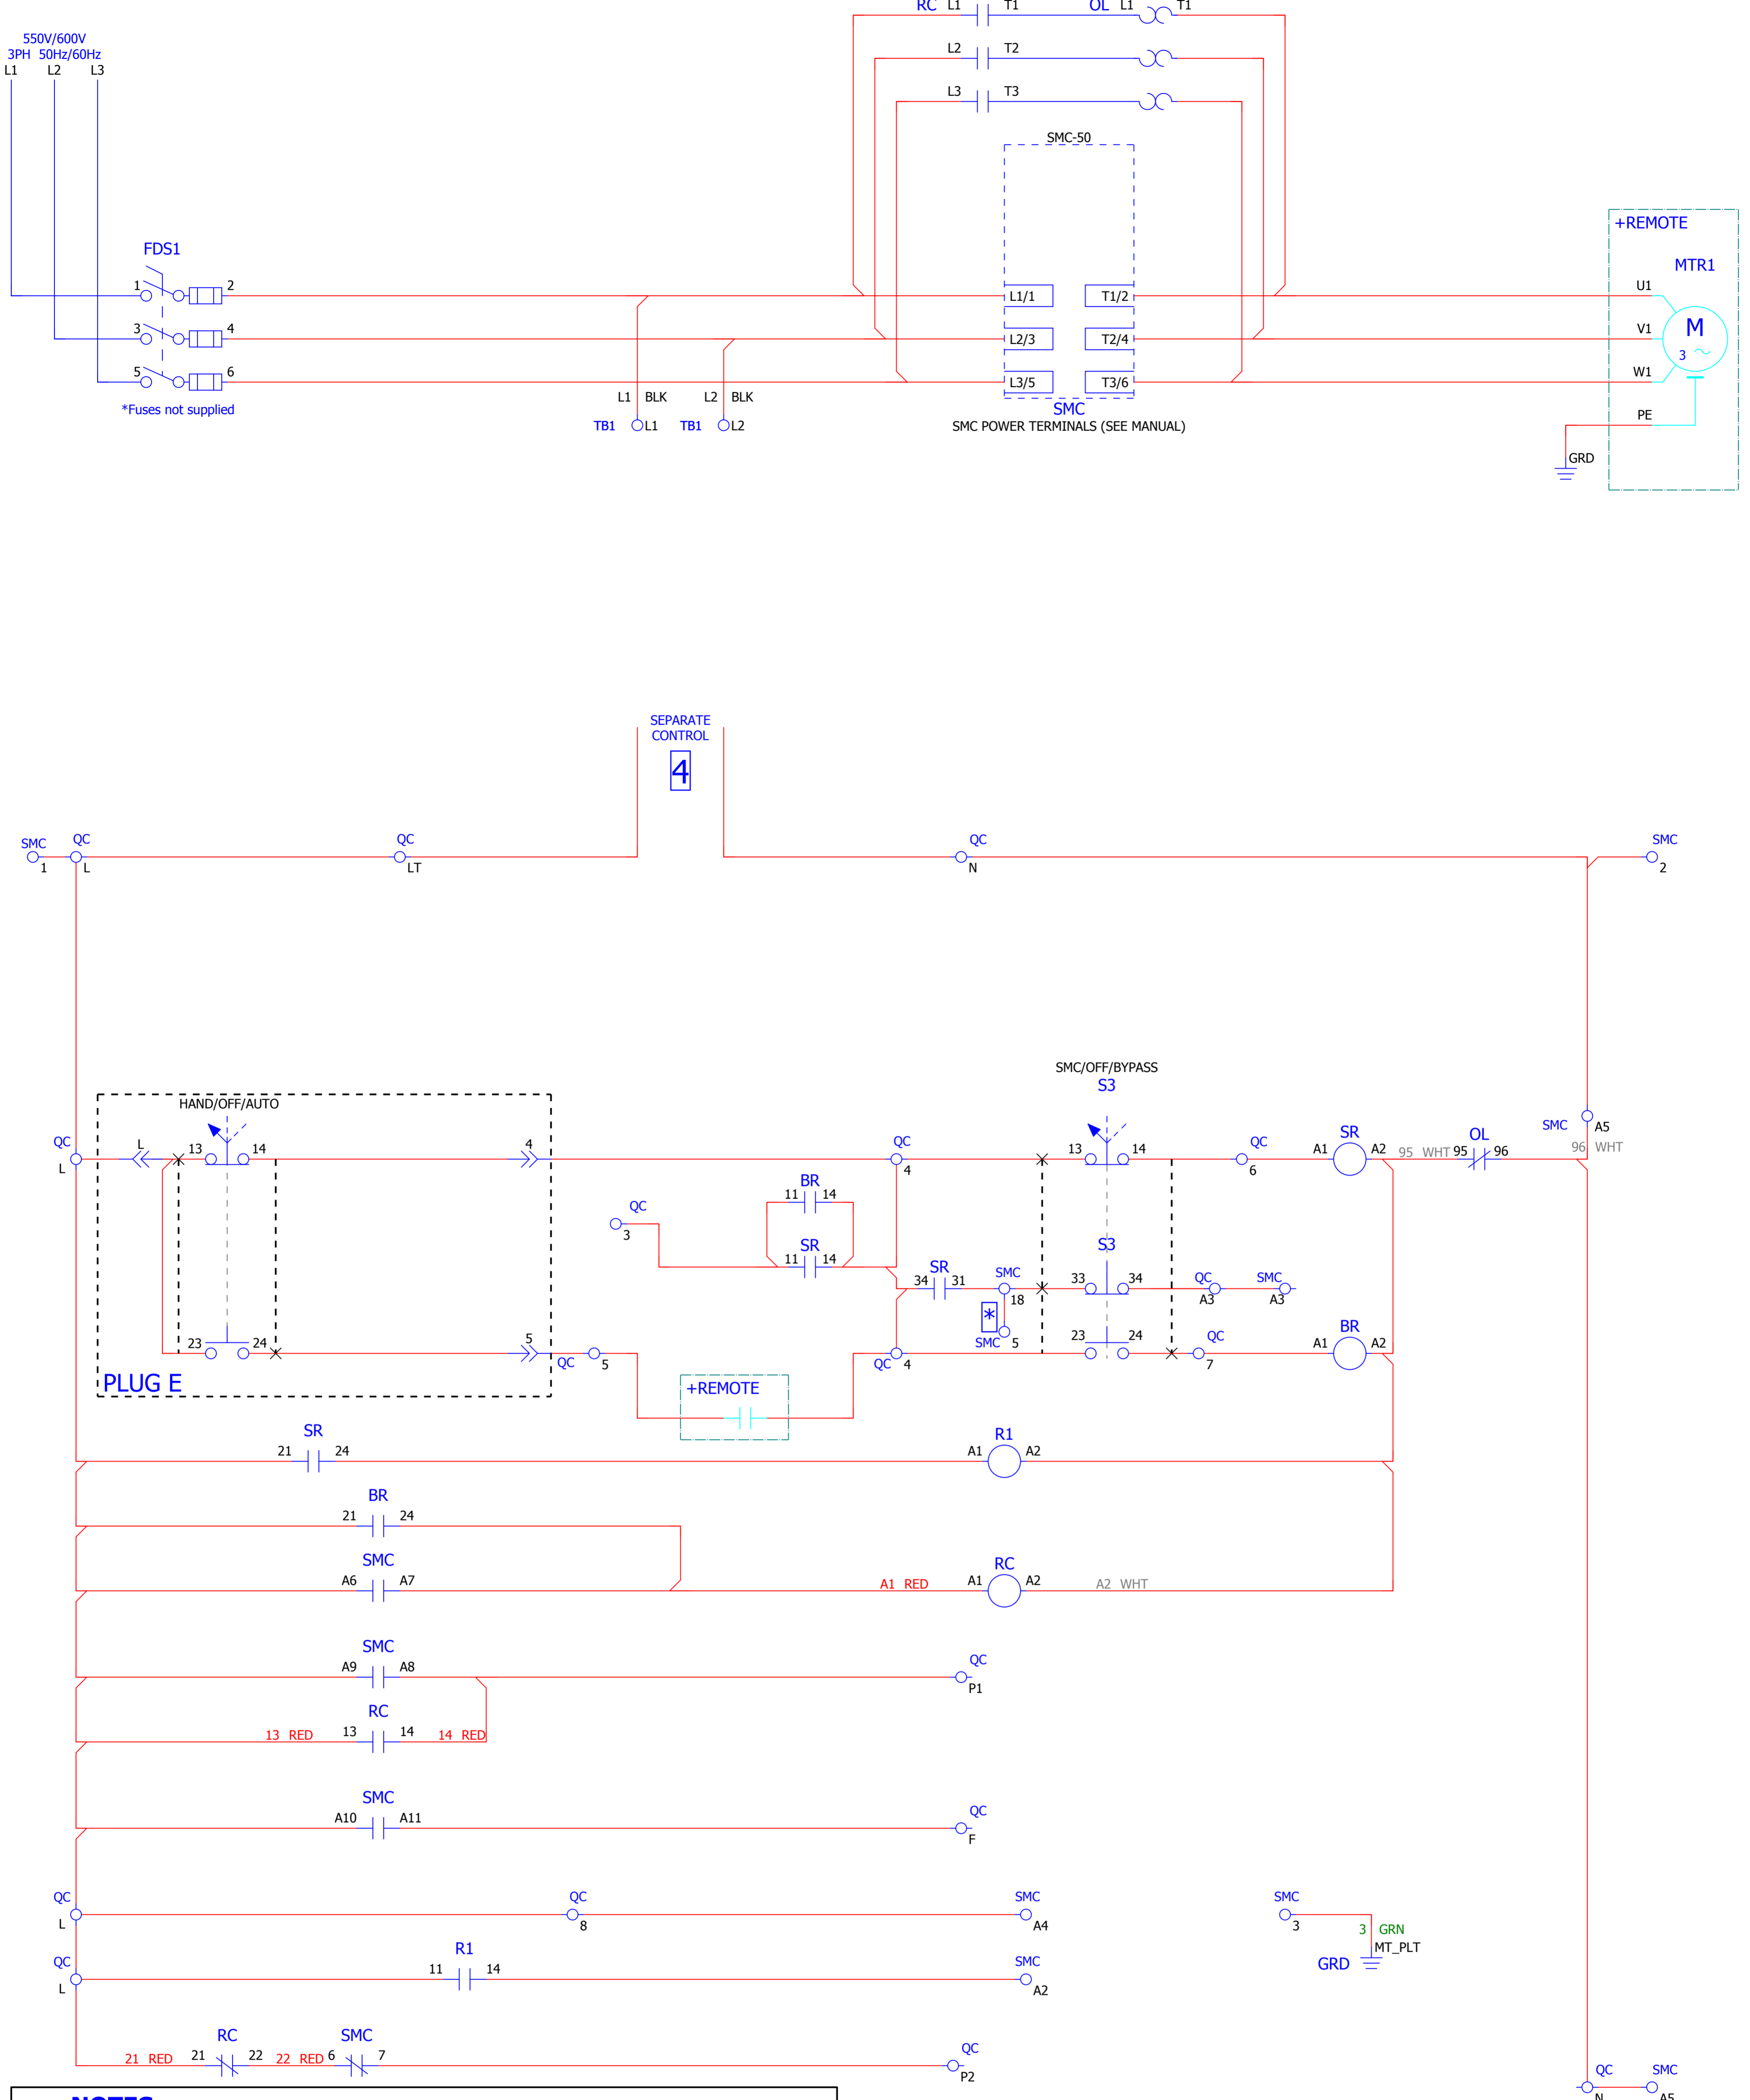 RC L1 T1 OL L1 T1
550V/600V
3PH 50Hz/60Hz
L1 L2 L3
L2 T2
L3 T3
SMC-50
+REMOTE
MTR1
FDS1
1 2
L1/1 T1/2
U1
3 4
L2/3 T2/4
V1
M
3
5 6
L3/5 T3/6
W1
*Fuses not supplied
L1 BLK L2 BLK
SMC
PE
TB1 L1 TB1 L2
SMC POWER TERMINALS (SEE MANUAL)
GRD
SEPARATE
CONTROL
4
SMC QC QC QC SMC
1 L LT N 2
SMC/OFF/BYPASS
S3
HAND/OFF/AUTO
SMC A5
QC L 13 14 4 QC 13 14 QC SR OL
A1 A2 95 WHT 95 96 96 WHT
L 4 6
BR
11 14
QC
3
SR
11 14
S3
SR
34 31 SMC 33 34 QC SMC
18 A3 A3
*
SMC 5
23 24 5 23 24 QC BR
A1 A2
QC 5 QC 4 7
PLUG E
+REMOTE
SR R1
21 24 A1 A2
BR
21 24
SMC RC
A6 A7 A1 RED A1 A2 A2 WHT
SMC QC
A9 A8
P1
RC
13 RED 13 14 14 RED
SMC QC
A10 A11
F
QC QC SMC SMC
L 8 A4 3
3 GRN
MT_PLT
GRD
QC R1 SMC
11 14
L A2
RC SMC QC
21 RED 21 22 22 RED 6 7
P2
QC SMC
N A5
NOTES